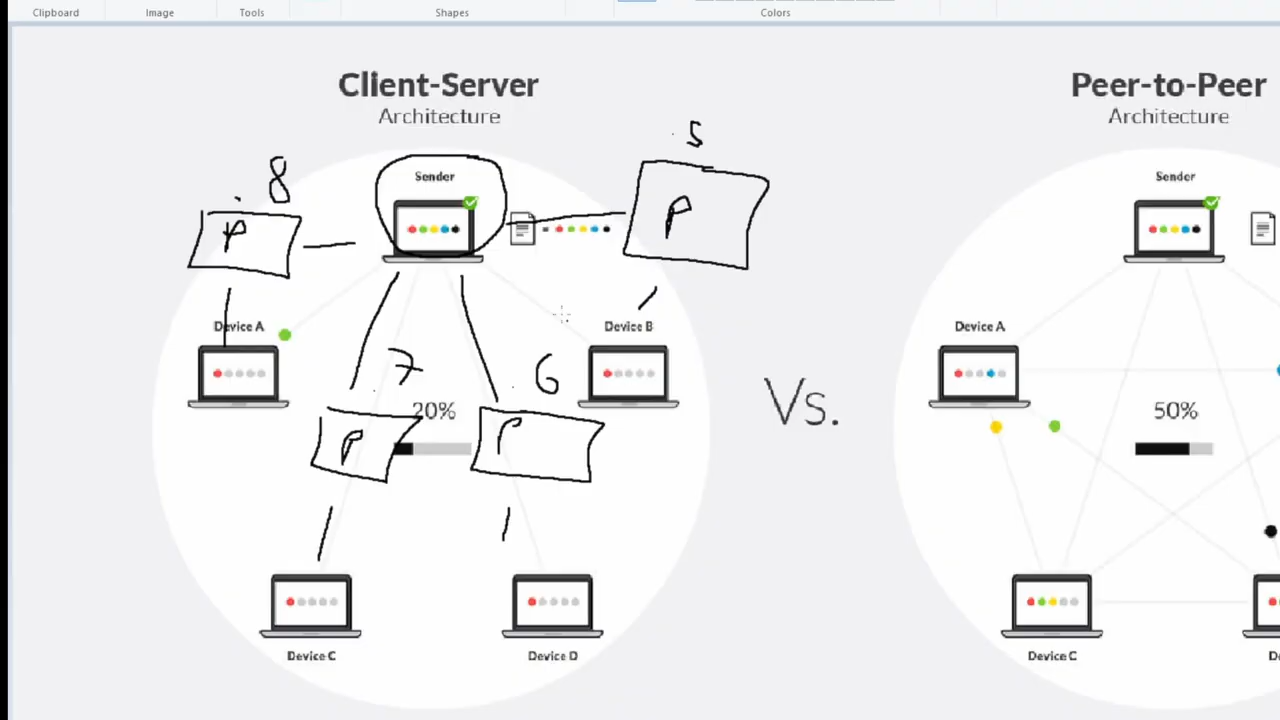 Clipboard Image Tools Shapes Colors
Client-Server
Architecture
Peer-to-Peer
Architecture
5
8
Sender
Sender
P
P
Device A
Device B
Device A
7
6
Vs.
20%
50%
P
Device C
Device D
Device C